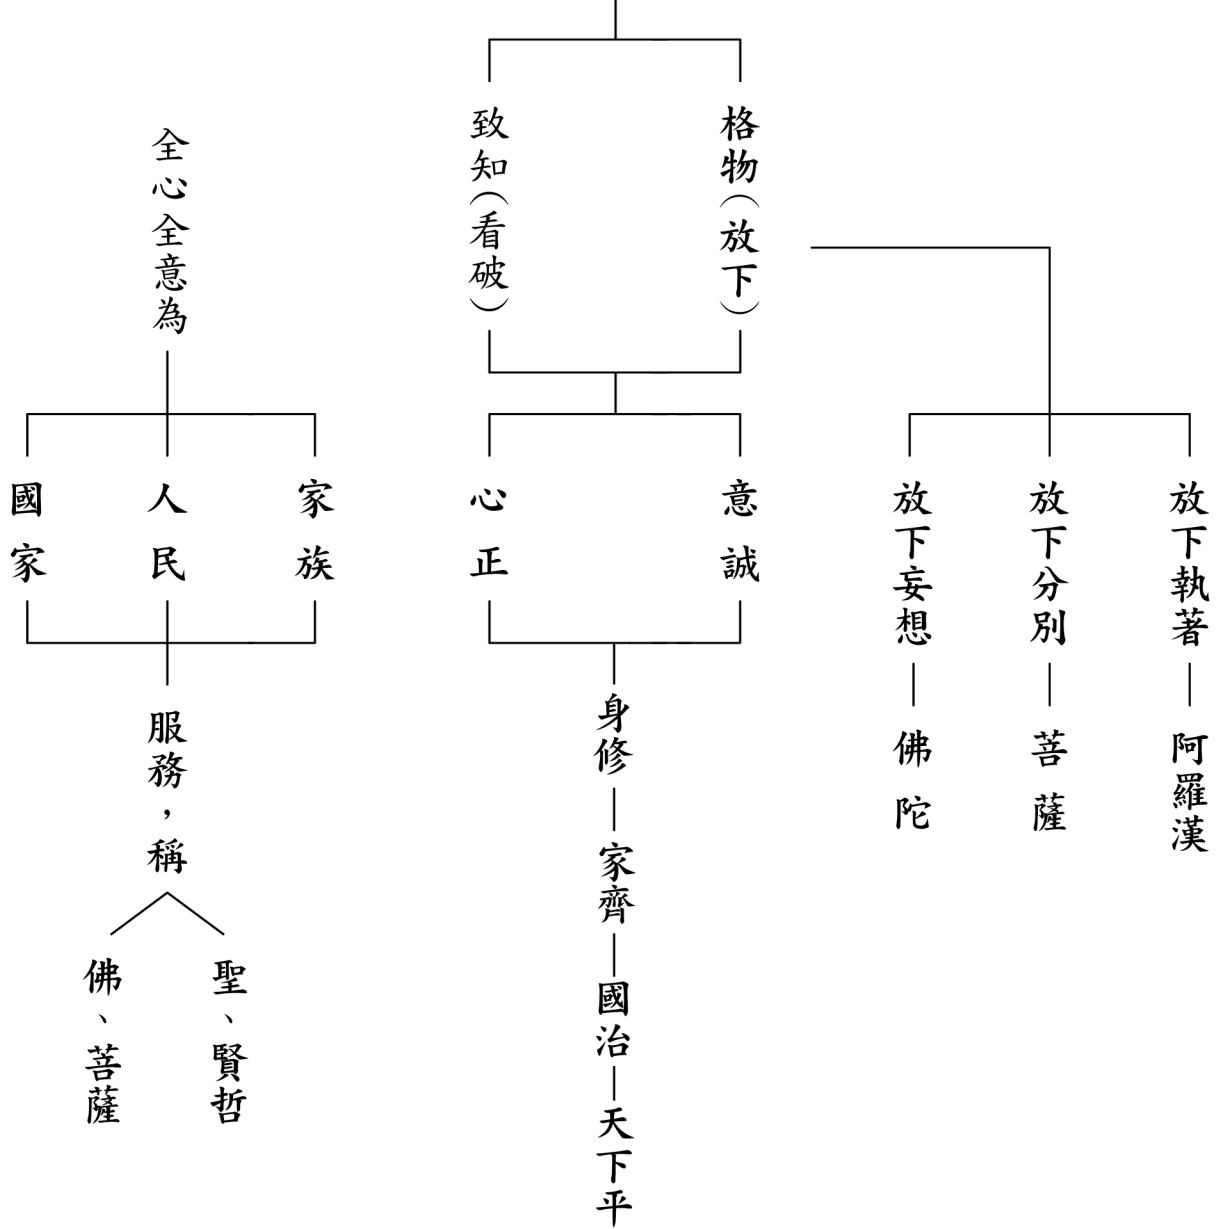 格物（放下）
致知（看破）
放下執著
阿羅漢
放下分別
菩薩
放下妄想
佛陀
意誠
心正
身修
家齊
國治
天下平
全心全意為
家族
人民
國家
服務，稱
聖、賢哲
佛、菩薩